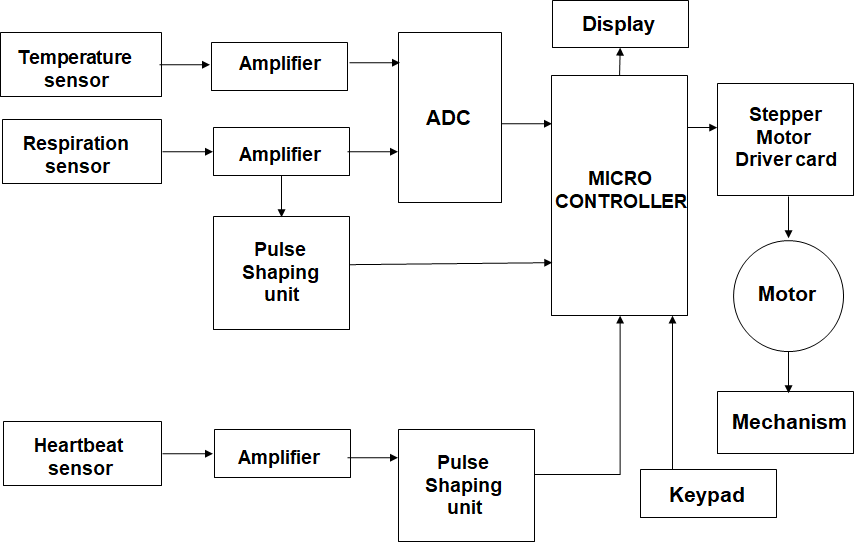 Display
Temperature
sensor
Amplifier
ADC
Stepper
Motor
Driver card
Respiration
sensor
Amplifier
MICRO
CONTROLLER
Pulse
Shaping
unit
Motor
Mechanism
Heartbeat
sensor
Amplifier
Pulse
Shaping
unit
Keypad